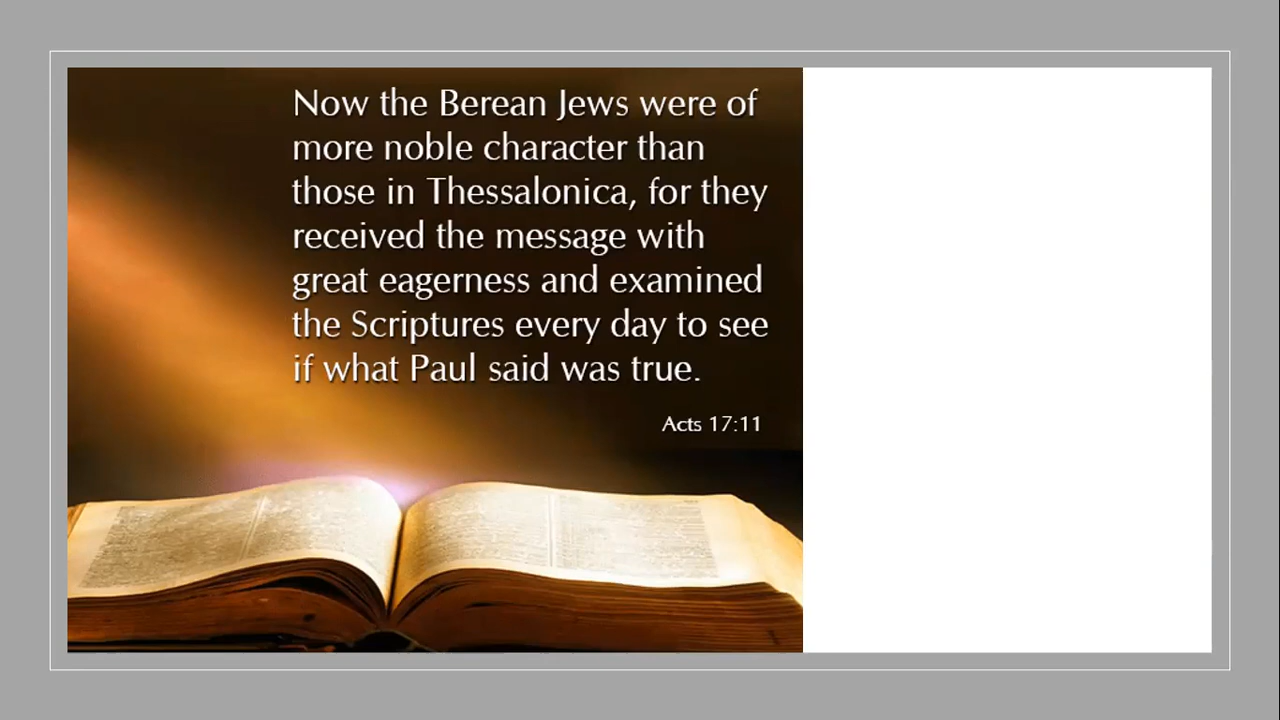 Now the Berean Jews were of
more noble character than
those in Thessalonica, for they
received the message with
great eagerness and examined
the Scriptures every day to see
if what Paul said was true.
Acts 17:11